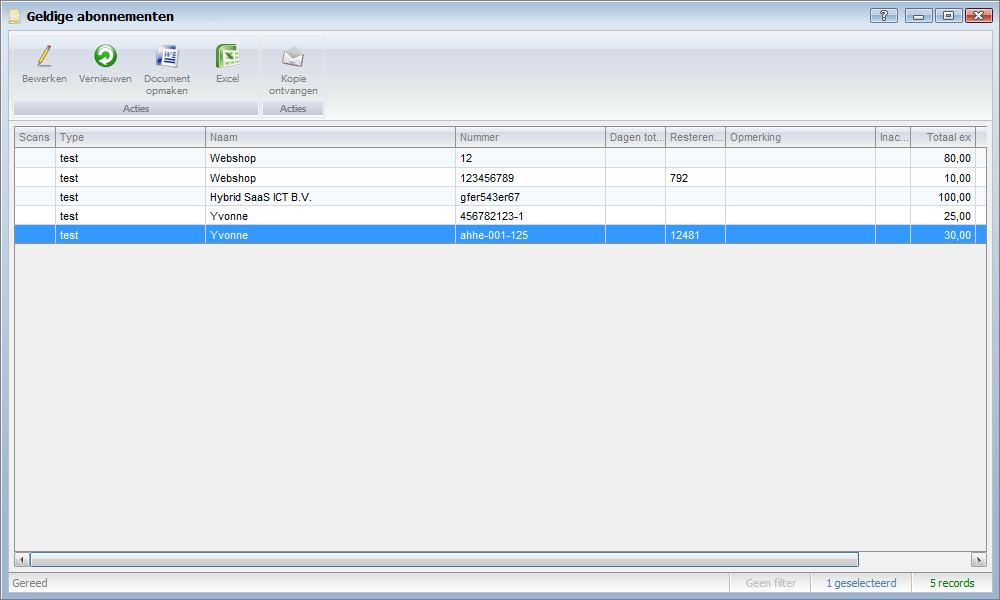 Geldige abonnementen
?
Bewerken Vernieuwen Document opmaken Excel Kopie ontvangen
Acties Acties
Scans Type Naam Nummer Dagen tot... Resteren... Opmerking Inac... Totaal ex
test Webshop 12 80,00
test Webshop 123456789 792 10,00
test Hybrid SaaS ICT B.V. gfer543er67 100,00
test Yvonne 456782123-1 25,00
test Yvonne ahhe-001-125 12481 30,00
Gereed Geen filter 1 geselecteerd 5 records